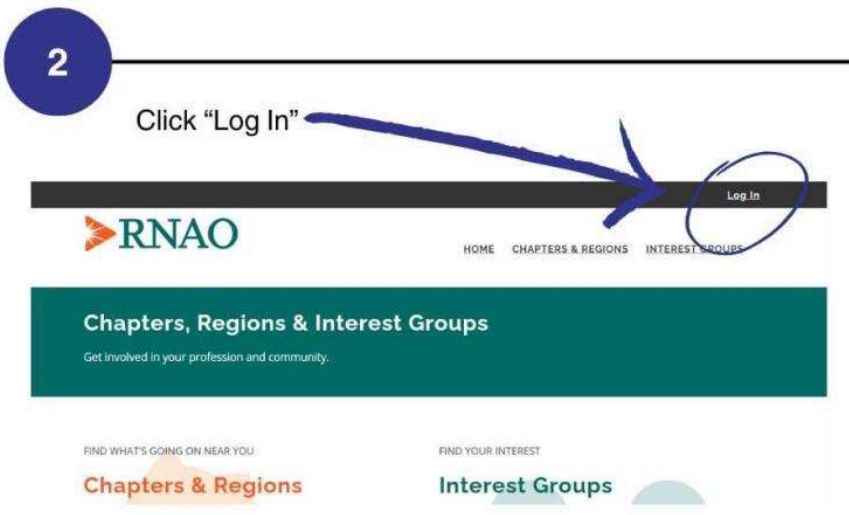 2
Click “Log In”
Log In
RNAO
HOME CHAPTERS & REGIONS INTEREST GROUPS
Chapters, Regions & Interest Groups
Get involved in your profession and community.
FIND WHAT'S GOING ON NEAR YOU
Chapters & Regions
FIND YOUR INTEREST
Interest Groups